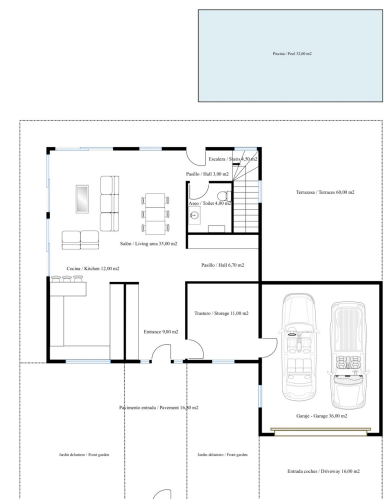 Piscina / Pool 32,00 m2
Escalera / Stairs 4,50 m2
Pasillo / Hall 3,00 m2
Terrazas / Terraces 60,00 m2
Aseo / Toilet 4,00 m2
Salon / Living area 35,00 m2
Pasillo / Hall 6,70 m2
Cocina / Kitchen 12,00 m2
Trastero / Storage 11,00 m2
Entrance 9,00 m2
Pavimento entrada / Pavement 16,50 m2
Garaje - Garage 36,00 m2
Jardin delantero / Front garden
Jardin delantero / Front garden
Entrada coches / Driveway 16,00 m2